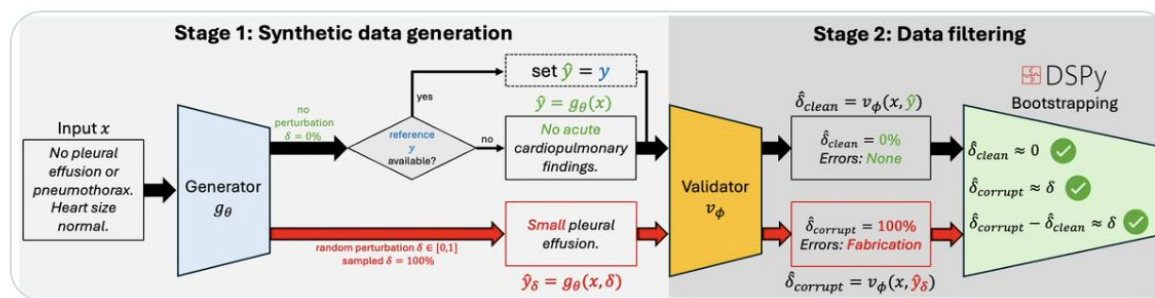 Stage 1: Synthetic data generation
Stage 2: Data filtering
Input x
No pleural
effusion or
pneumothorax.
Heart size
normal.
Generator
g_θ
no
perturbation
δ = 0%
yes
reference
y
available?
no
set ŷ = y
ŷ = g_θ(x)
No acute
cardiopulmonary
findings.
random perturbation δ ∈ [0,1]
sampled δ = 100%
Small pleural
effusion.
ŷ_δ = g_θ(x, δ)
Validator
v_ϕ
δ̂_clean = v_ϕ(x, ŷ)
δ̂_clean = 0%
Errors: None
δ̂_corrupt = 100%
Errors: Fabrication
δ̂_corrupt = v_ϕ(x, ŷ_δ)
DSPy
Bootstrapping
δ̂_clean ≈ 0
δ̂_corrupt ≈ δ
δ̂_corrupt − δ̂_clean ≈ δ